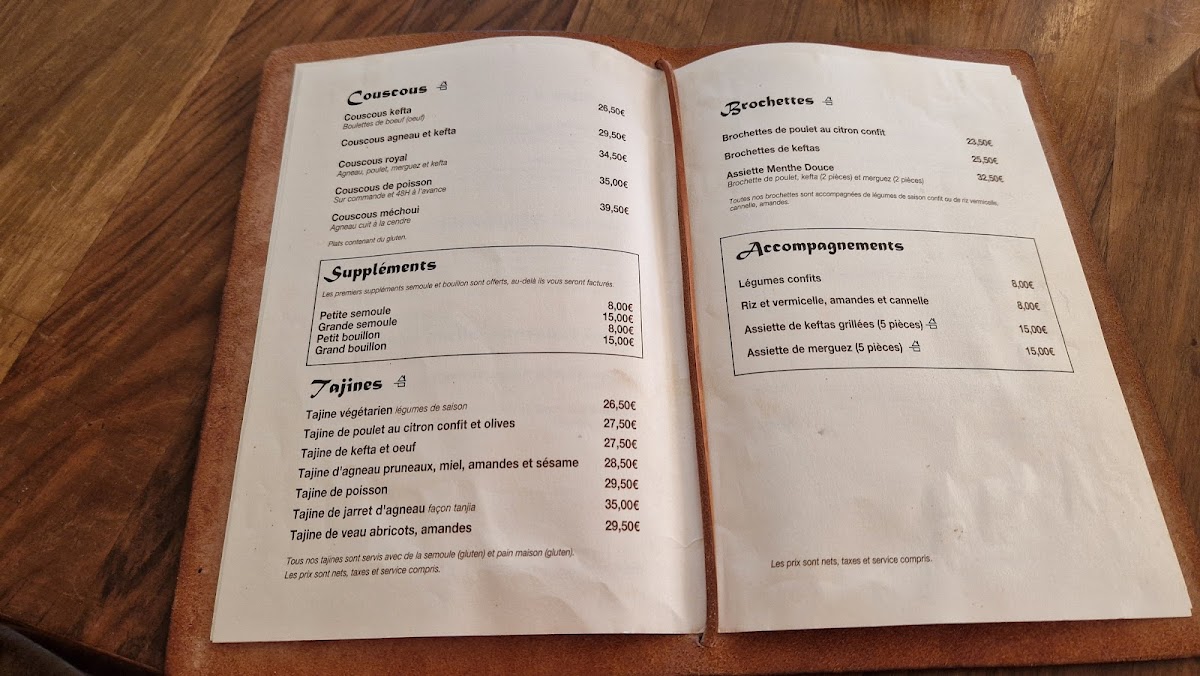 Couscous
Couscous kefta 26,50€
Boulettes de boeuf (oeuf)
Couscous agneau et kefta 29,50€
Couscous royal 34,50€
Agneau, poulet, merguez et kefta
Couscous de poisson 35,00€
Sur commande et 48H à l'avance
Couscous méchoui 39,50€
Agneau cuit à la cendre
Plats contenant du gluten.
Suppléments
Les premiers suppléments semoule et bouillon sont offerts, au-delà ils vous seront facturés.
Petite semoule 8,00€
Grande semoule 15,00€
Petit bouillon 8,00€
Grand bouillon 15,00€
Tajines
Tajine végétarien légumes de saison 26,50€
Tajine de poulet au citron confit et olives 27,50€
Tajine de kefta et oeuf 27,50€
Tajine d'agneau pruneaux, miel, amandes et sésame 28,50€
Tajine de poisson 29,50€
Tajine de jarret d'agneau façon tanjia 35,00€
Tajine de veau abricots, amandes 29,50€
Tous nos tajines sont servis avec de la semoule (gluten) et pain maison (gluten).
Les prix sont nets, taxes et service compris.
Brochettes
Brochettes de poulet au citron confit 23,50€
Brochettes de keftas 25,50€
Assiette Menthe Douce 32,50€
Brochette de poulet, kefta (2 pièces) et merguez (2 pièces)
Toutes nos brochettes sont accompagnées de légumes de saison confit ou de riz vermicelle,
cannelle, amandes.
Accompagnements
Légumes confits 8,00€
Riz et vermicelle, amandes et cannelle 8,00€
Assiette de keftas grillées (5 pièces) 15,00€
Assiette de merguez (5 pièces) 15,00€
Les prix sont nets, taxes et service compris.